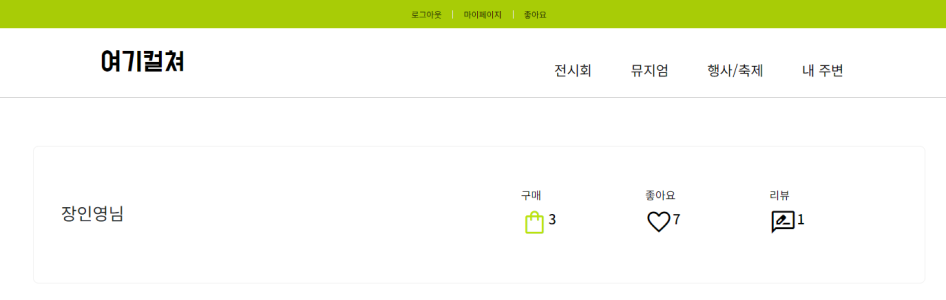 로그아웃 마이페이지 좋아요
여기컬쳐
전시회 뮤지엄 행사/축제 내 주변
장인영님
구매 좋아요 리뷰
3 7 1